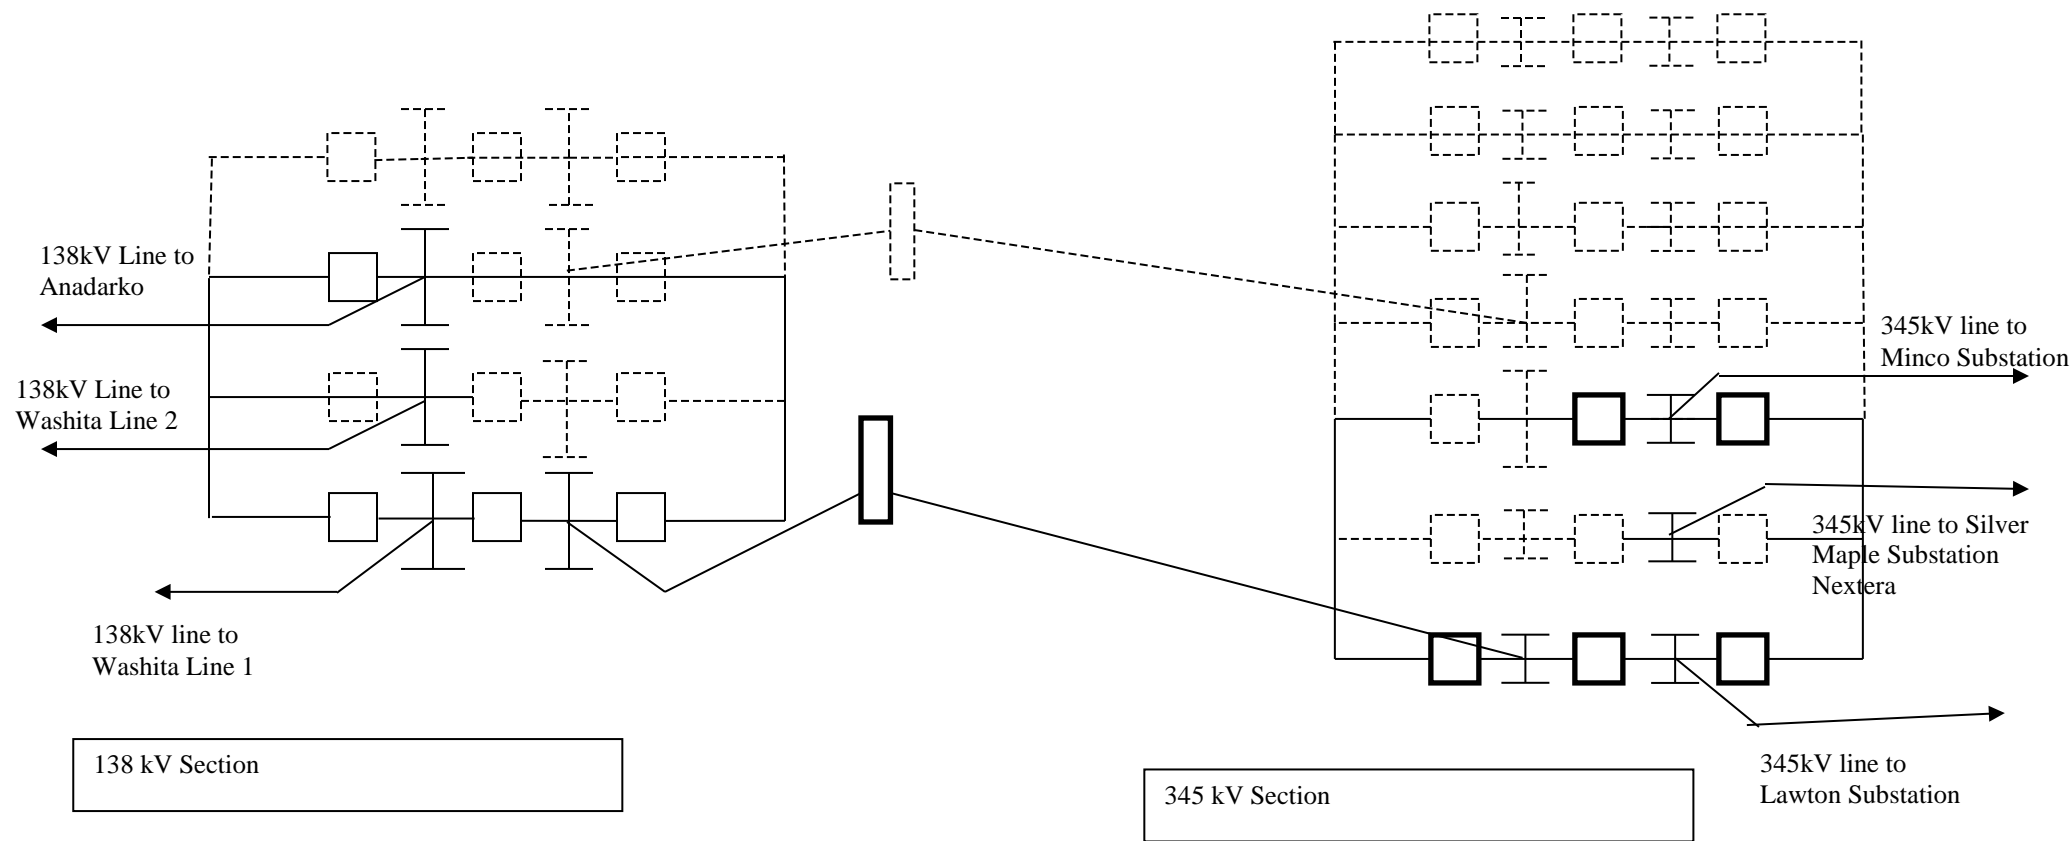 138kV Line to
Anadarko
138kV Line to
Washita Line 2
138kV line to
Washita Line 1
138 kV Section
345kV line to
Minco Substation
345kV line to Silver
Maple Substation
Nextera
345kV line to
Lawton Substation
345 kV Section